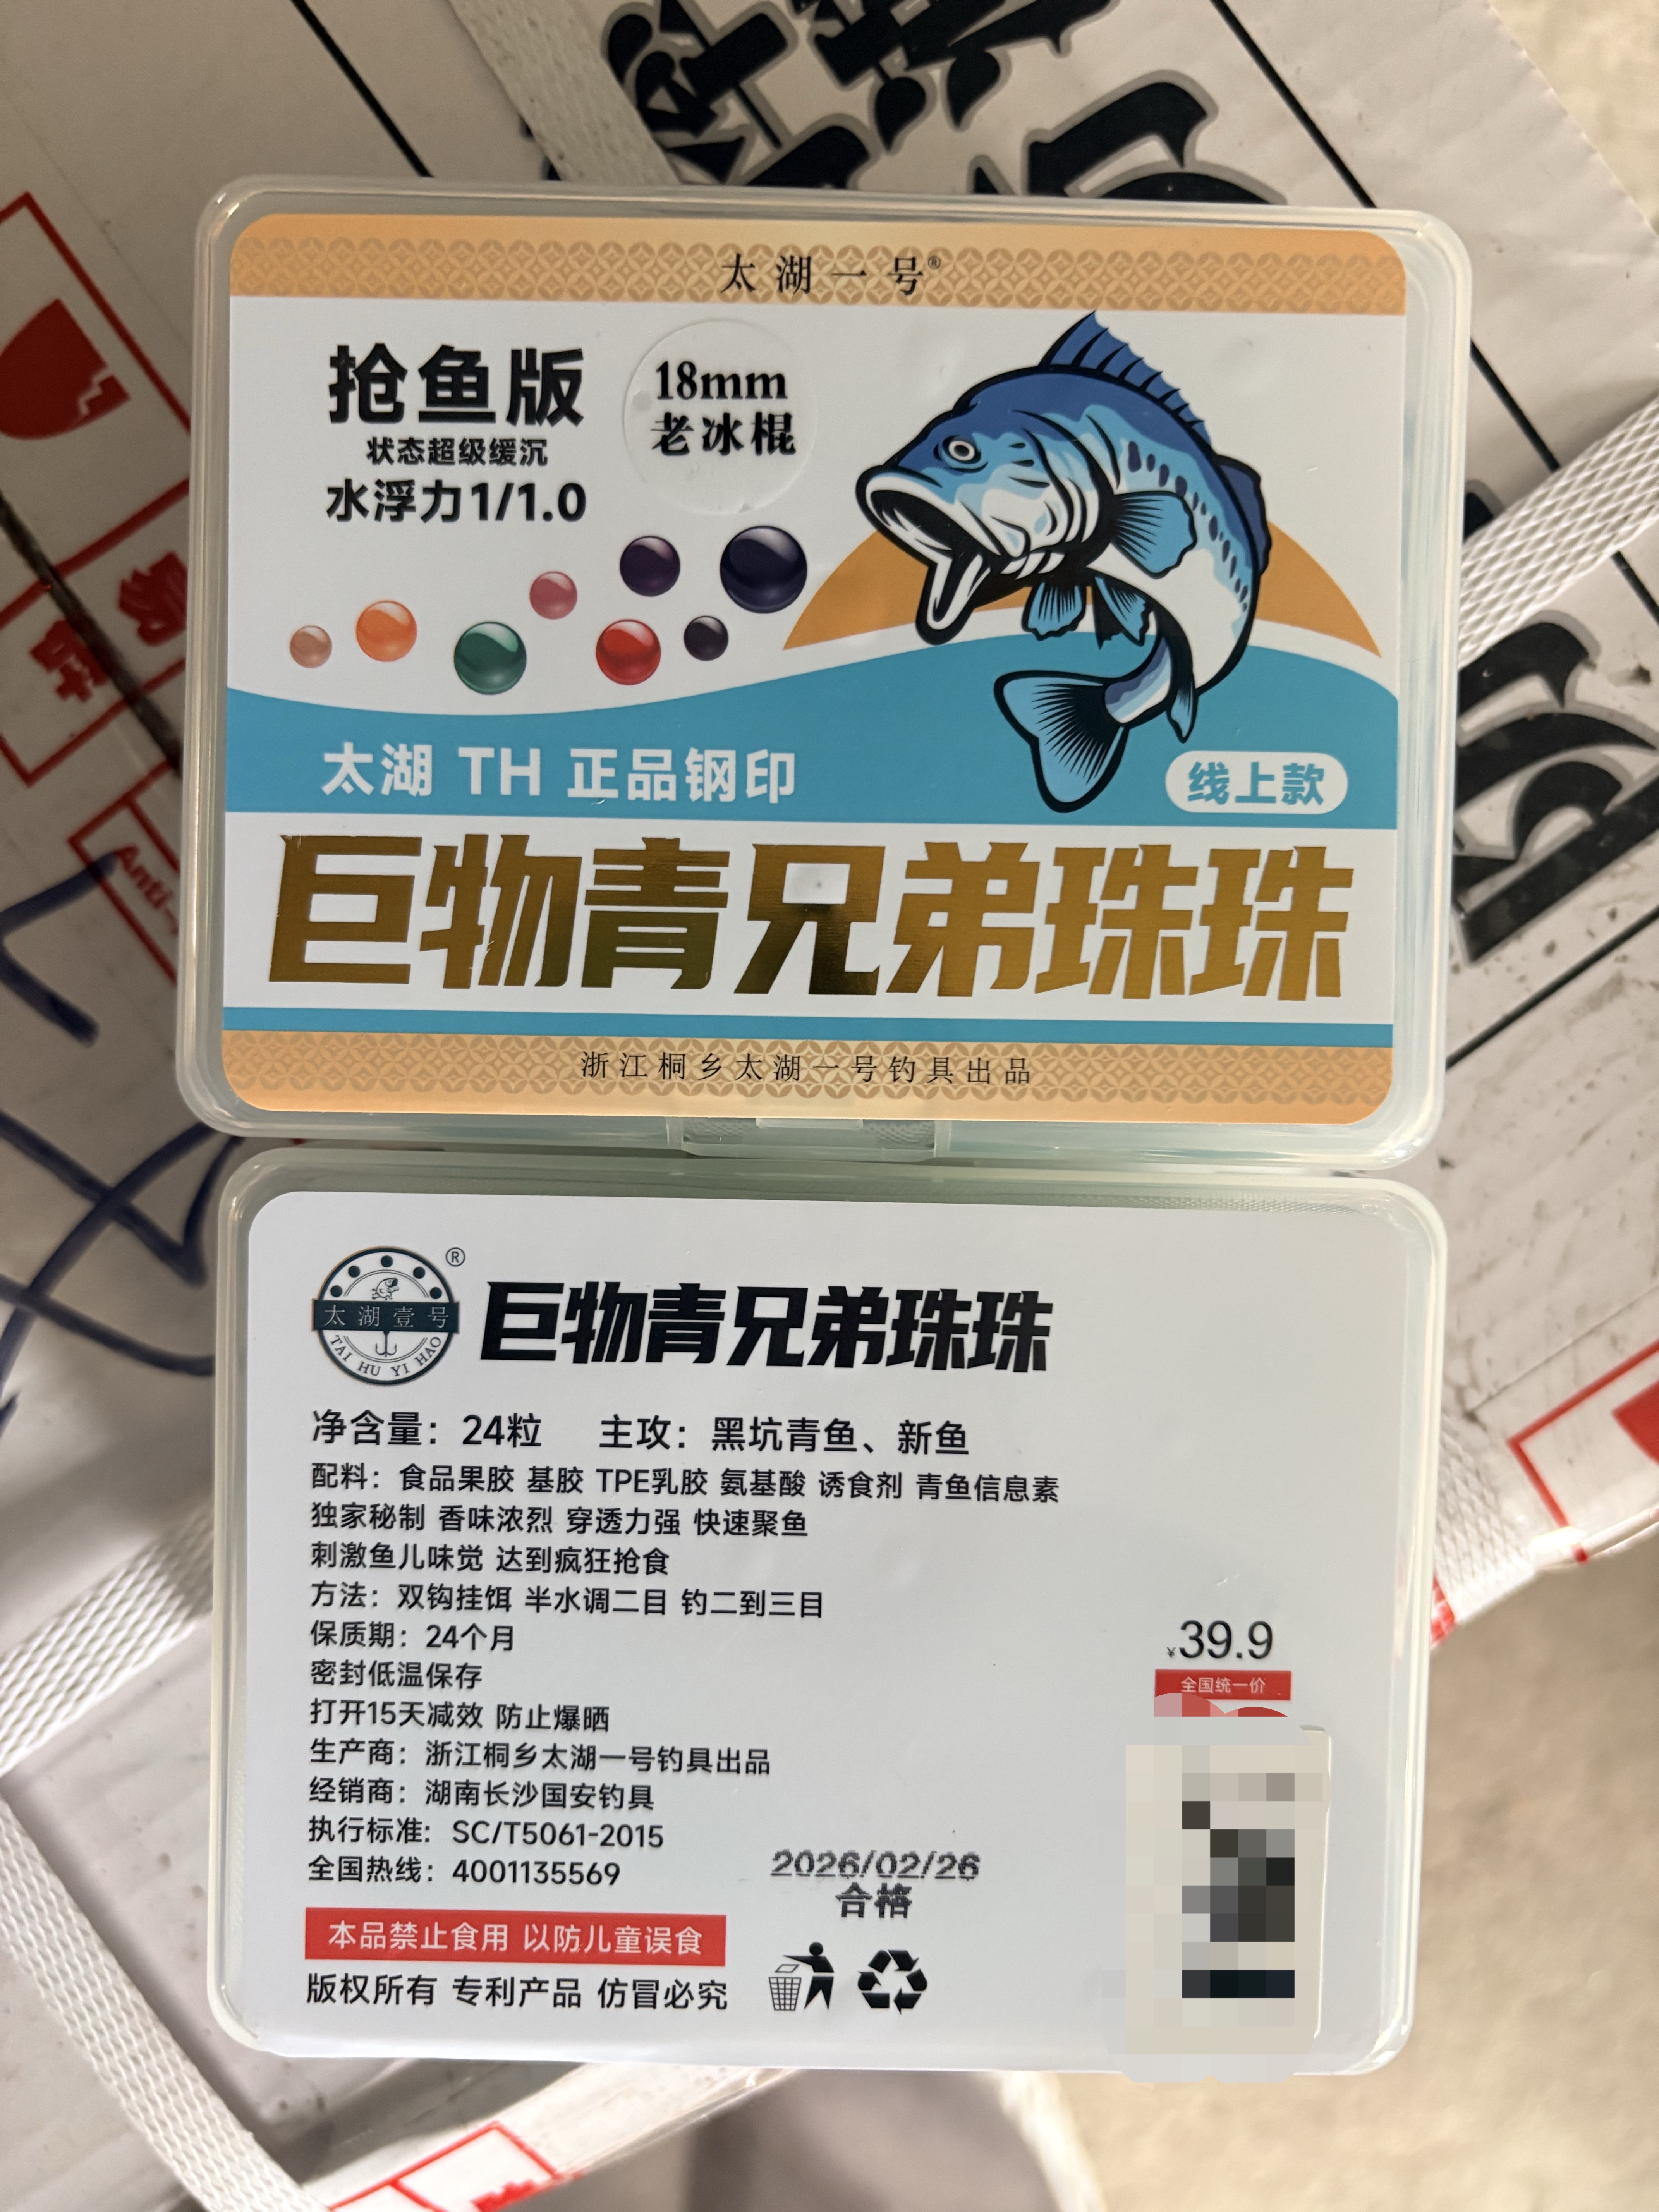 太湖一号®
抢鱼版
状态超级缓沉
水浮力1/1.0
18mm
老冰棍
太湖 TH 正品钢印
线上款
巨物青兄弟珠珠
浙江桐乡太湖一号钓具出品
®
太湖壹号
TAI HU YI HAO
巨物青兄弟珠珠
净含量：24粒 主攻：黑坑青鱼、新鱼
配料：食品果胶 基胶 TPE乳胶 氨基酸 诱食剂 青鱼信息素
独家秘制 香味浓烈 穿透力强 快速聚鱼
刺激鱼儿味觉 达到疯狂抢食
方法：双钩挂饵 半水调二目 钓二到三目
保质期：24个月
密封低温保存
打开15天减效 防止爆晒
生产商：浙江桐乡太湖一号钓具出品
经销商：湖南长沙国安钓具
执行标准：SC/T5061-2015
全国热线：4001135569
¥39.9
全国统一价
2026/02/26
合格
本品禁止食用 以防儿童误食
版权所有 专利产品 仿冒必究
Anti-